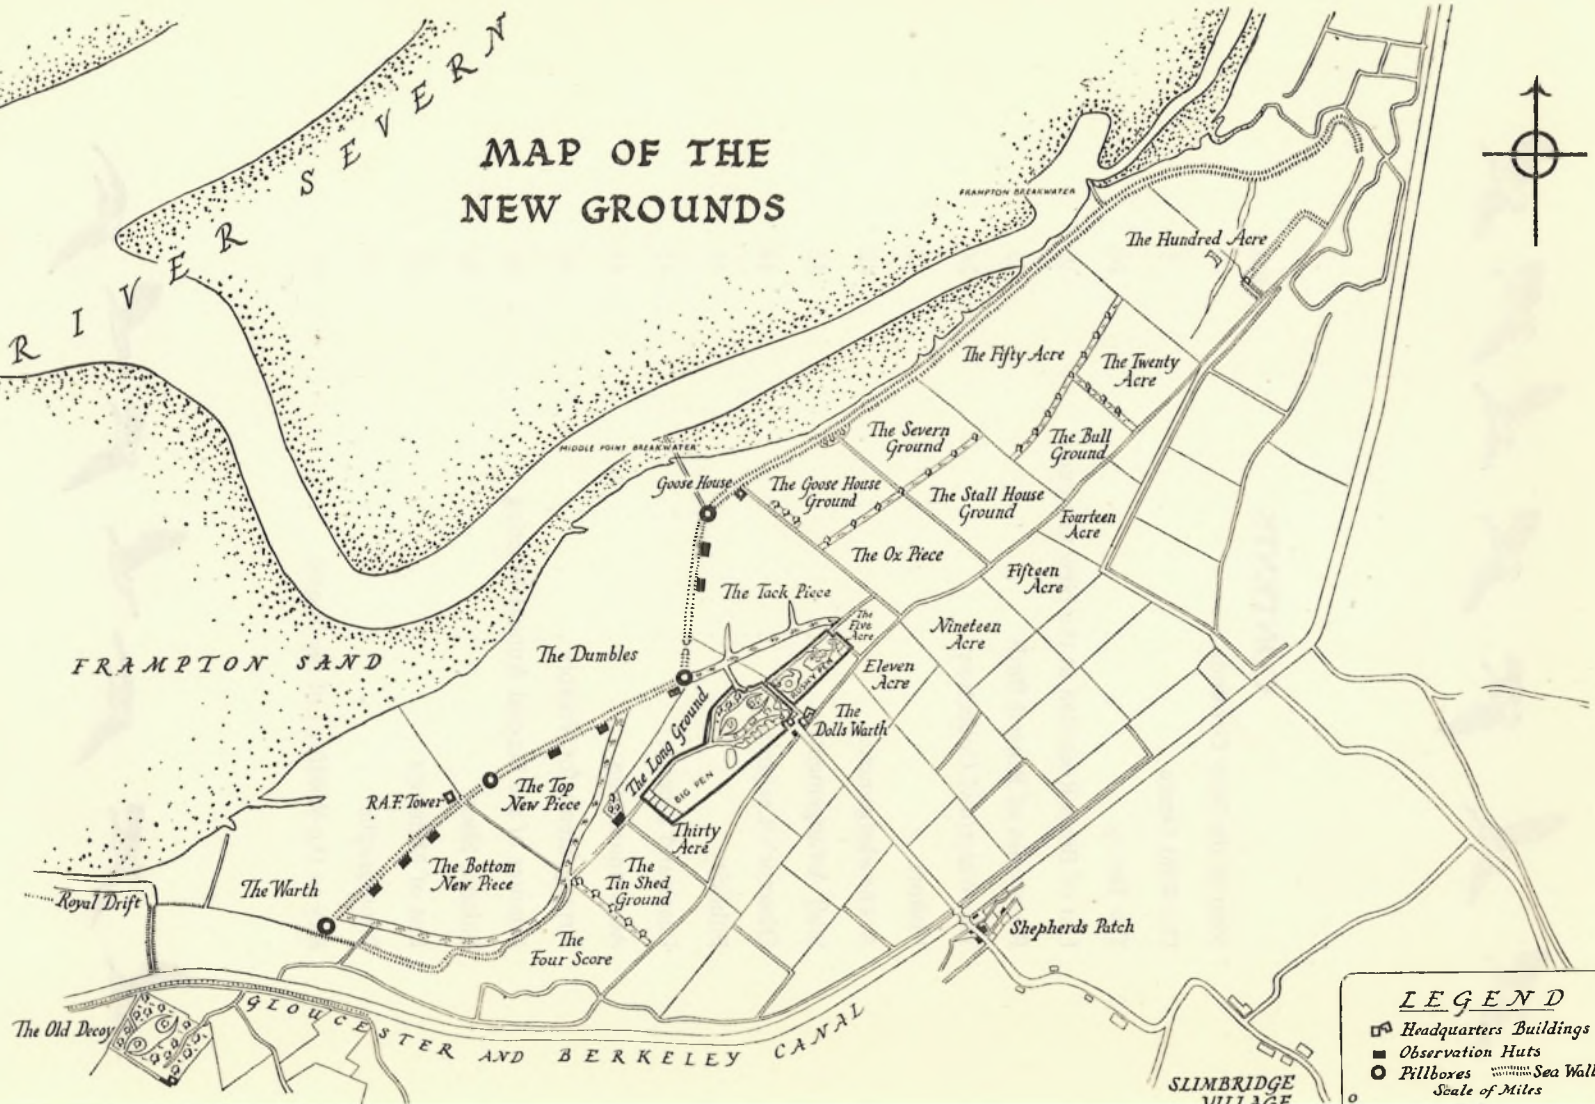 MAP OF THE
NEW GROUNDS
RIVER SEVERN
FRAMPTON BREAKWATER
The Hundred Acre
The Fifty Acre
The Twenty
Acre
The Severn
Ground
The Bull
Ground
MIDDLE POINT BREAKWATER
Goose House
The Goose House
Ground
The Stall House
Ground
Fourteen
Acre
The Ox Piece
Fifteen
Acre
The Tack Piece
The
Five
Acre
Nineteen
Acre
FRAMPTON SAND
The Dumbles
Eleven
Acre
RUSHY PEN
The Long Ground
The
Dolls Warth
BIG PEN
R.A.F. Tower
The Top
New Piece
Thirty
Acre
The Bottom
New Piece
The
Tin Shed
Ground
The Warth
Royal Drift
The
Four Score
Shepherds Patch
The Old Decoy
GLOUCESTER AND BERKELEY CANAL
SLIMBRIDGE
VILLAGE
LEGEND
Headquarters Buildings
Observation Huts
Pillboxes Sea Wall
Scale of Miles
0